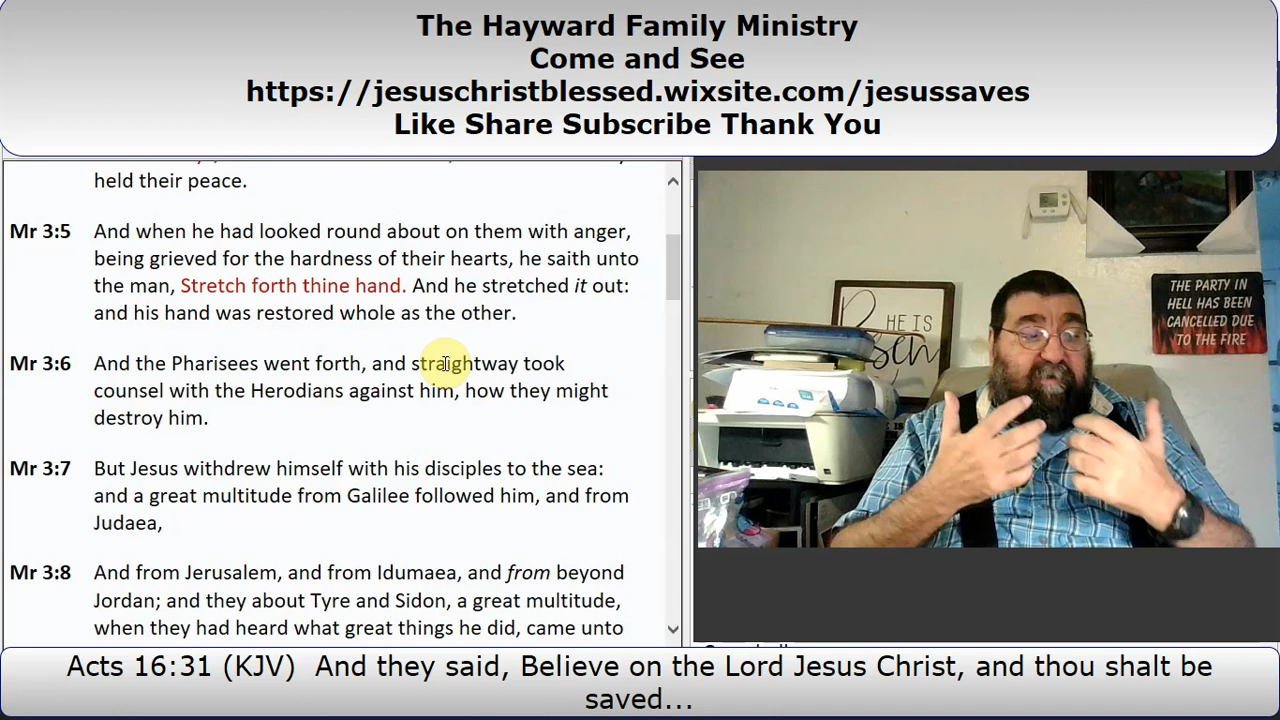 The Hayward Family Ministry
Come and See
https://jesuschristblessed.wixsite.com/jesussaves
Like Share Subscribe Thank You
held their peace.
Mr 3:5 And when he had looked round about on them with anger,
being grieved for the hardness of their hearts, he saith unto
the man, Stretch forth thine hand. And he stretched it out:
and his hand was restored whole as the other.
Mr 3:6 And the Pharisees went forth, and straightway took
counsel with the Herodians against him, how they might
destroy him.
Mr 3:7 But Jesus withdrew himself with his disciples to the sea:
and a great multitude from Galilee followed him, and from
Judaea,
Mr 3:8 And from Jerusalem, and from Idumaea, and from beyond
Jordan; and they about Tyre and Sidon, a great multitude,
when they had heard what great things he did, came unto
HE IS
Risen
THE PARTY IN
HELL HAS BEEN
CANCELLED DUE
TO THE FIRE
Acts 16:31 (KJV) And they said, Believe on the Lord Jesus Christ, and thou shalt be
saved...